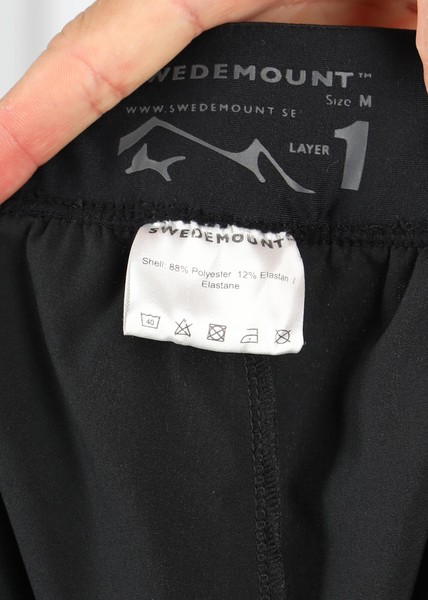 SWEDEMOUNT™
Size M
WWW.SWEDEMOUNT.SE
LAYER 1
SWEDEMOUNT
Shell: 88% Polyester 12% Elastan /
Elastane
40